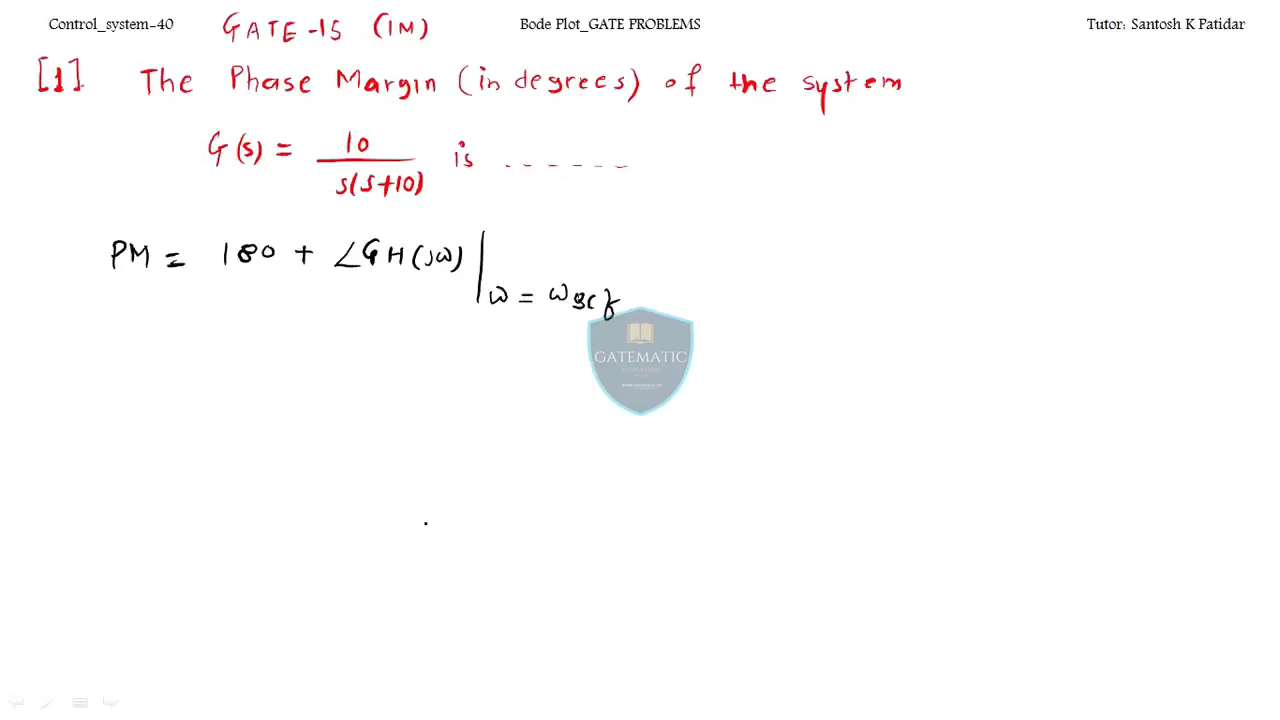 Control_system-40 GATE-15 (1M) Bode Plot_GATE PROBLEMS Tutor: Santosh K Patidar
[1]. The Phase Margin (in degrees) of the system
G(s) = 10 / s(s+10) is .......
PM = 180 + ∠GH(jω) | ω = ωgcf
GATEMATIC